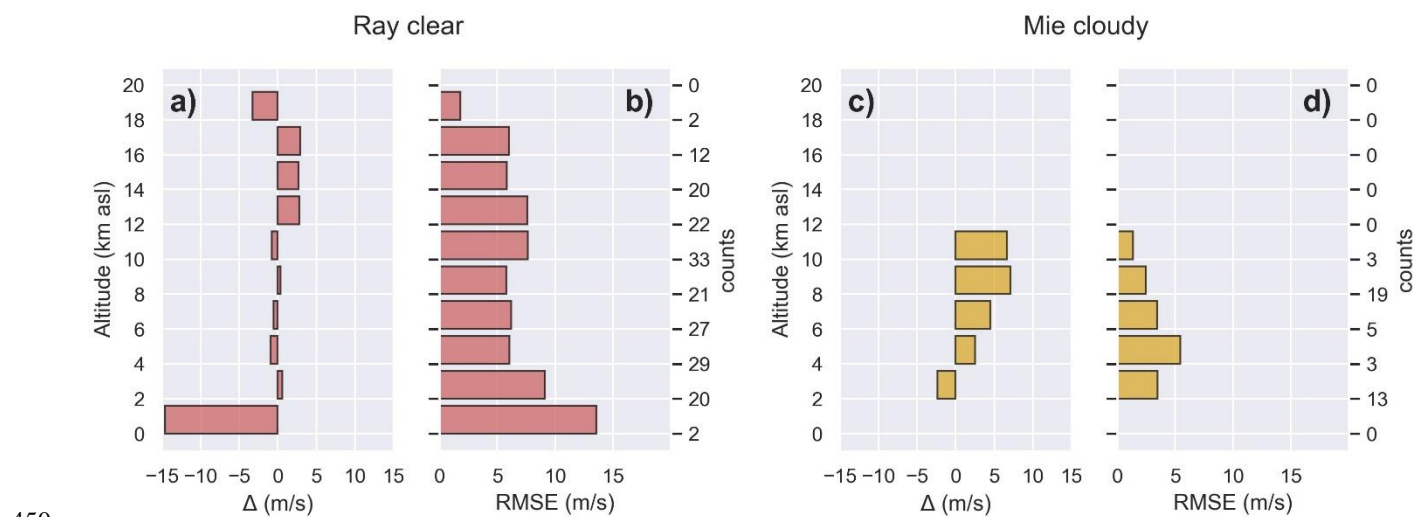 Ray clear
Mie cloudy
a)
b)
c)
d)
Altitude (km asl)
20
18
16
14
12
10
8
6
4
2
0
−15 −10 −5 0 5 10 15
Δ (m/s)
0 5 10 15
RMSE (m/s)
0
2
12
20
22
33
21
27
29
20
2
counts
Altitude (km asl)
20
18
16
14
12
10
8
6
4
2
0
−15 −10 −5 0 5 10 15
Δ (m/s)
0 5 10 15
RMSE (m/s)
0
0
0
0
0
3
19
5
3
13
0
counts